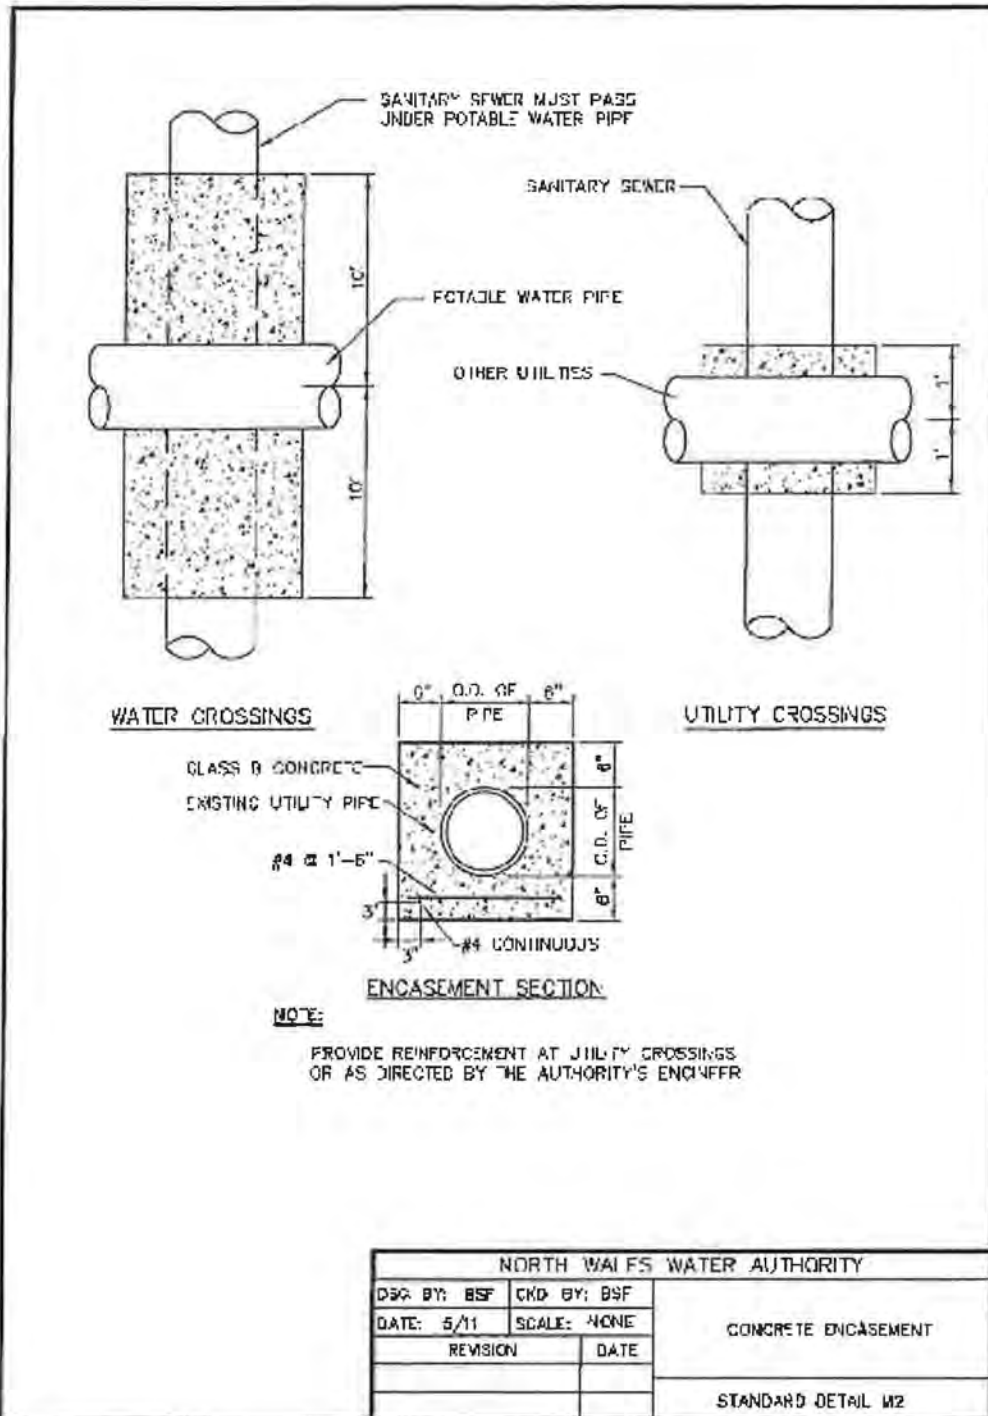 SANITARY SEWER MUST PASS
UNDER POTABLE WATER PIPE
SANITARY SEWER
10'
POTABLE WATER PIPE
OTHER UTILITIES
1'
1'
10'
WATER CROSSINGS
UTILITY CROSSINGS
6" O.D. OF 6"
PIPE
CLASS B CONCRETE
EXISTING UTILITY PIPE
#4 @ 1'-6"
6"
O.D. OF
PIPE
6"
3"
3"
#4 CONTINUOUS
ENCASEMENT SECTION
NOTE:
PROVIDE REINFORCEMENT AT UTILITY CROSSINGS
OR AS DIRECTED BY THE AUTHORITY'S ENGINEER
NORTH WALES WATER AUTHORITY
DSG. BY: BSF CKD BY: BSF
DATE: 5/11 SCALE: NONE
CONCRETE ENCASEMENT
REVISION DATE
STANDARD DETAIL M2